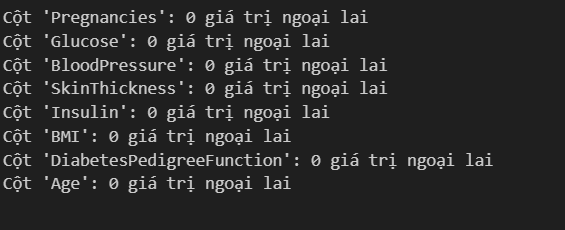 Cột 'Pregnancies': 0 giá trị ngoại lai
Cột 'Glucose': 0 giá trị ngoại lai
Cột 'BloodPressure': 0 giá trị ngoại lai
Cột 'SkinThickness': 0 giá trị ngoại lai
Cột 'Insulin': 0 giá trị ngoại lai
Cột 'BMI': 0 giá trị ngoại lai
Cột 'DiabetesPedigreeFunction': 0 giá trị ngoại lai
Cột 'Age': 0 giá trị ngoại lai